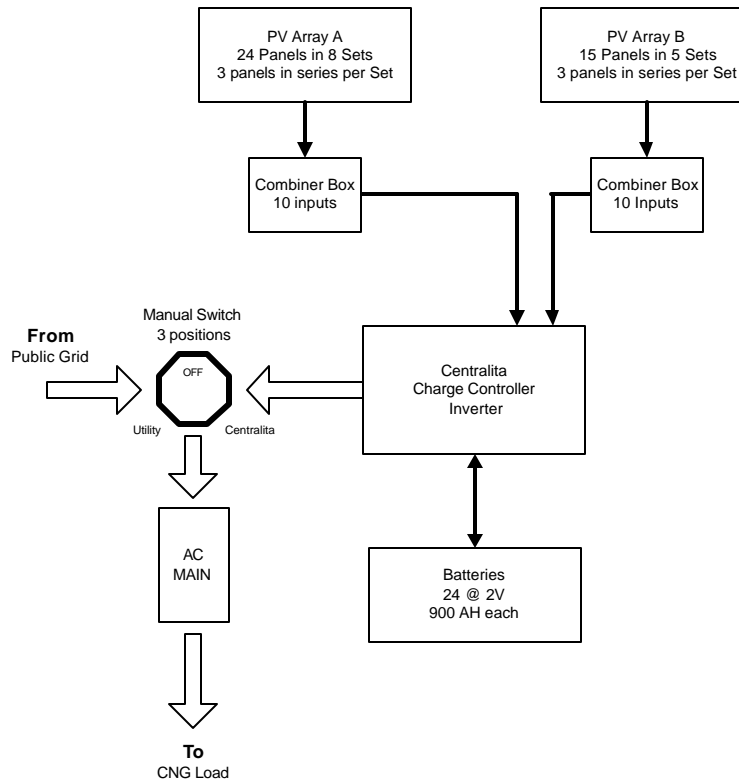 PV Array A
24 Panels in 8 Sets
3 panels in series per Set
PV Array B
15 Panels in 5 Sets
3 panels in series per Set
Combiner Box
10 inputs
Combiner Box
10 Inputs
Manual Switch
3 positions
From
Public Grid
OFF
Utility
Centralita
Centralita
Charge Controller
Inverter
AC
MAIN
Batteries
24 @ 2V
900 AH each
To
CNG Load